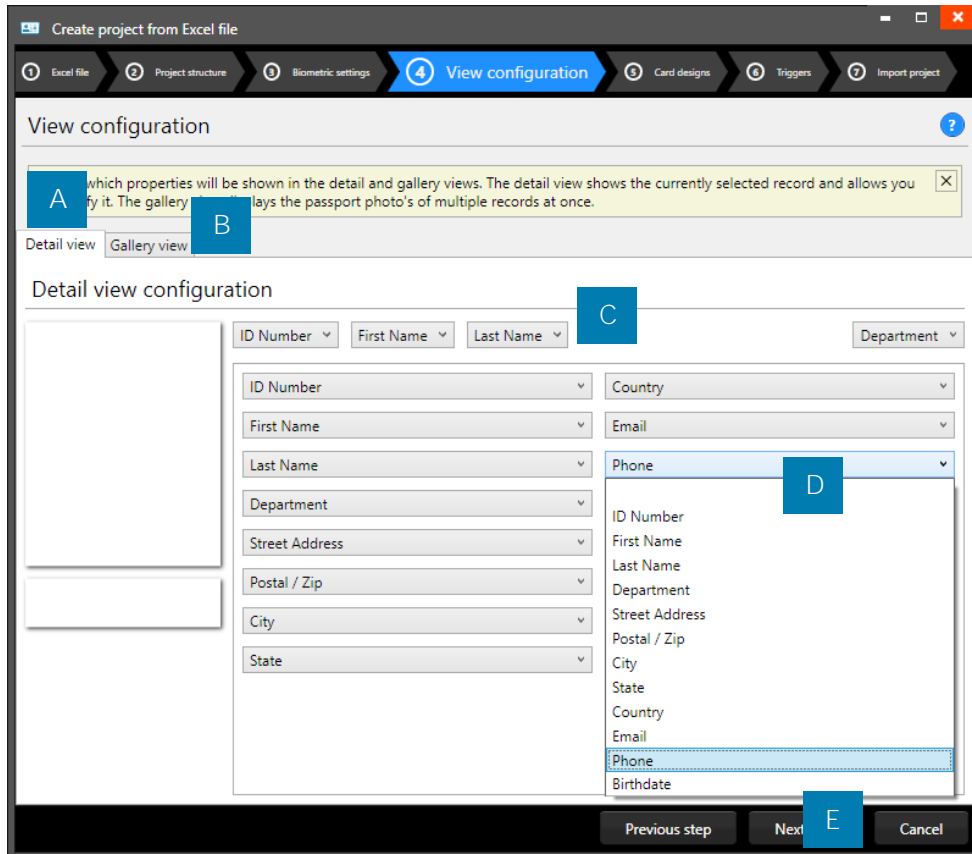 Create project from Excel file
1 Excel file 2 Project structure 3 Biometric settings 4 View configuration 5 Card designs 6 Triggers 7 Import project
View configuration ?
which properties will be shown in the detail and gallery views. The detail view shows the currently selected record and allows you
fy it. The gallery plays the passport photo's of multiple records at once.
A
B
Detail view Gallery view
Detail view configuration
C
ID Number First Name Last Name Department
ID Number Country
First Name Email
Last Name Phone
D
Department
ID Number
Street Address
First Name
Last Name
Postal / Zip
Department
City
Street Address
State
Postal / Zip
City
State
Country
Email
Phone
Birthdate
Previous step Next E Cancel